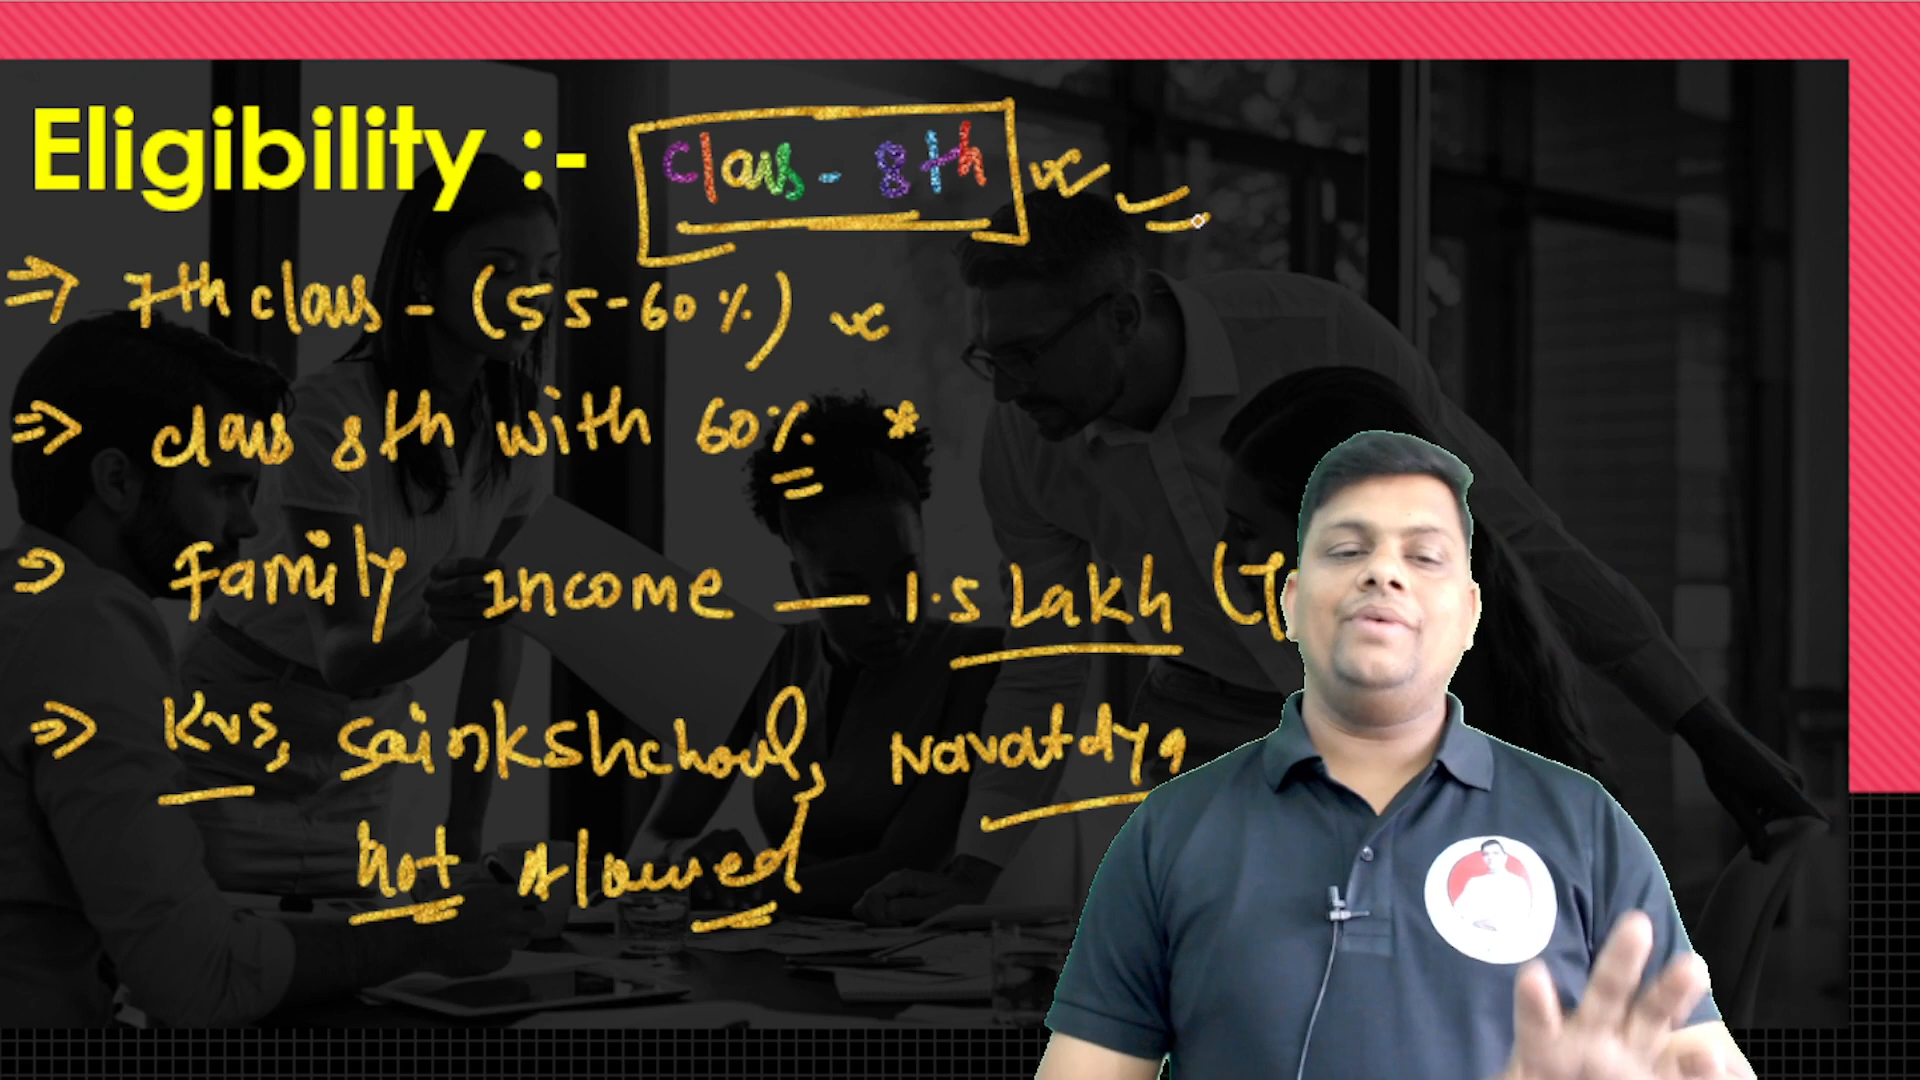 Eligibility :- Class - 8th
⇒ 7th class - (55-60%)
⇒ class 8th with 60% *
⇒ Family Income — 1.5 Lakh (
⇒ KVS, Sainkshchool, Navatdya
Not Alowed